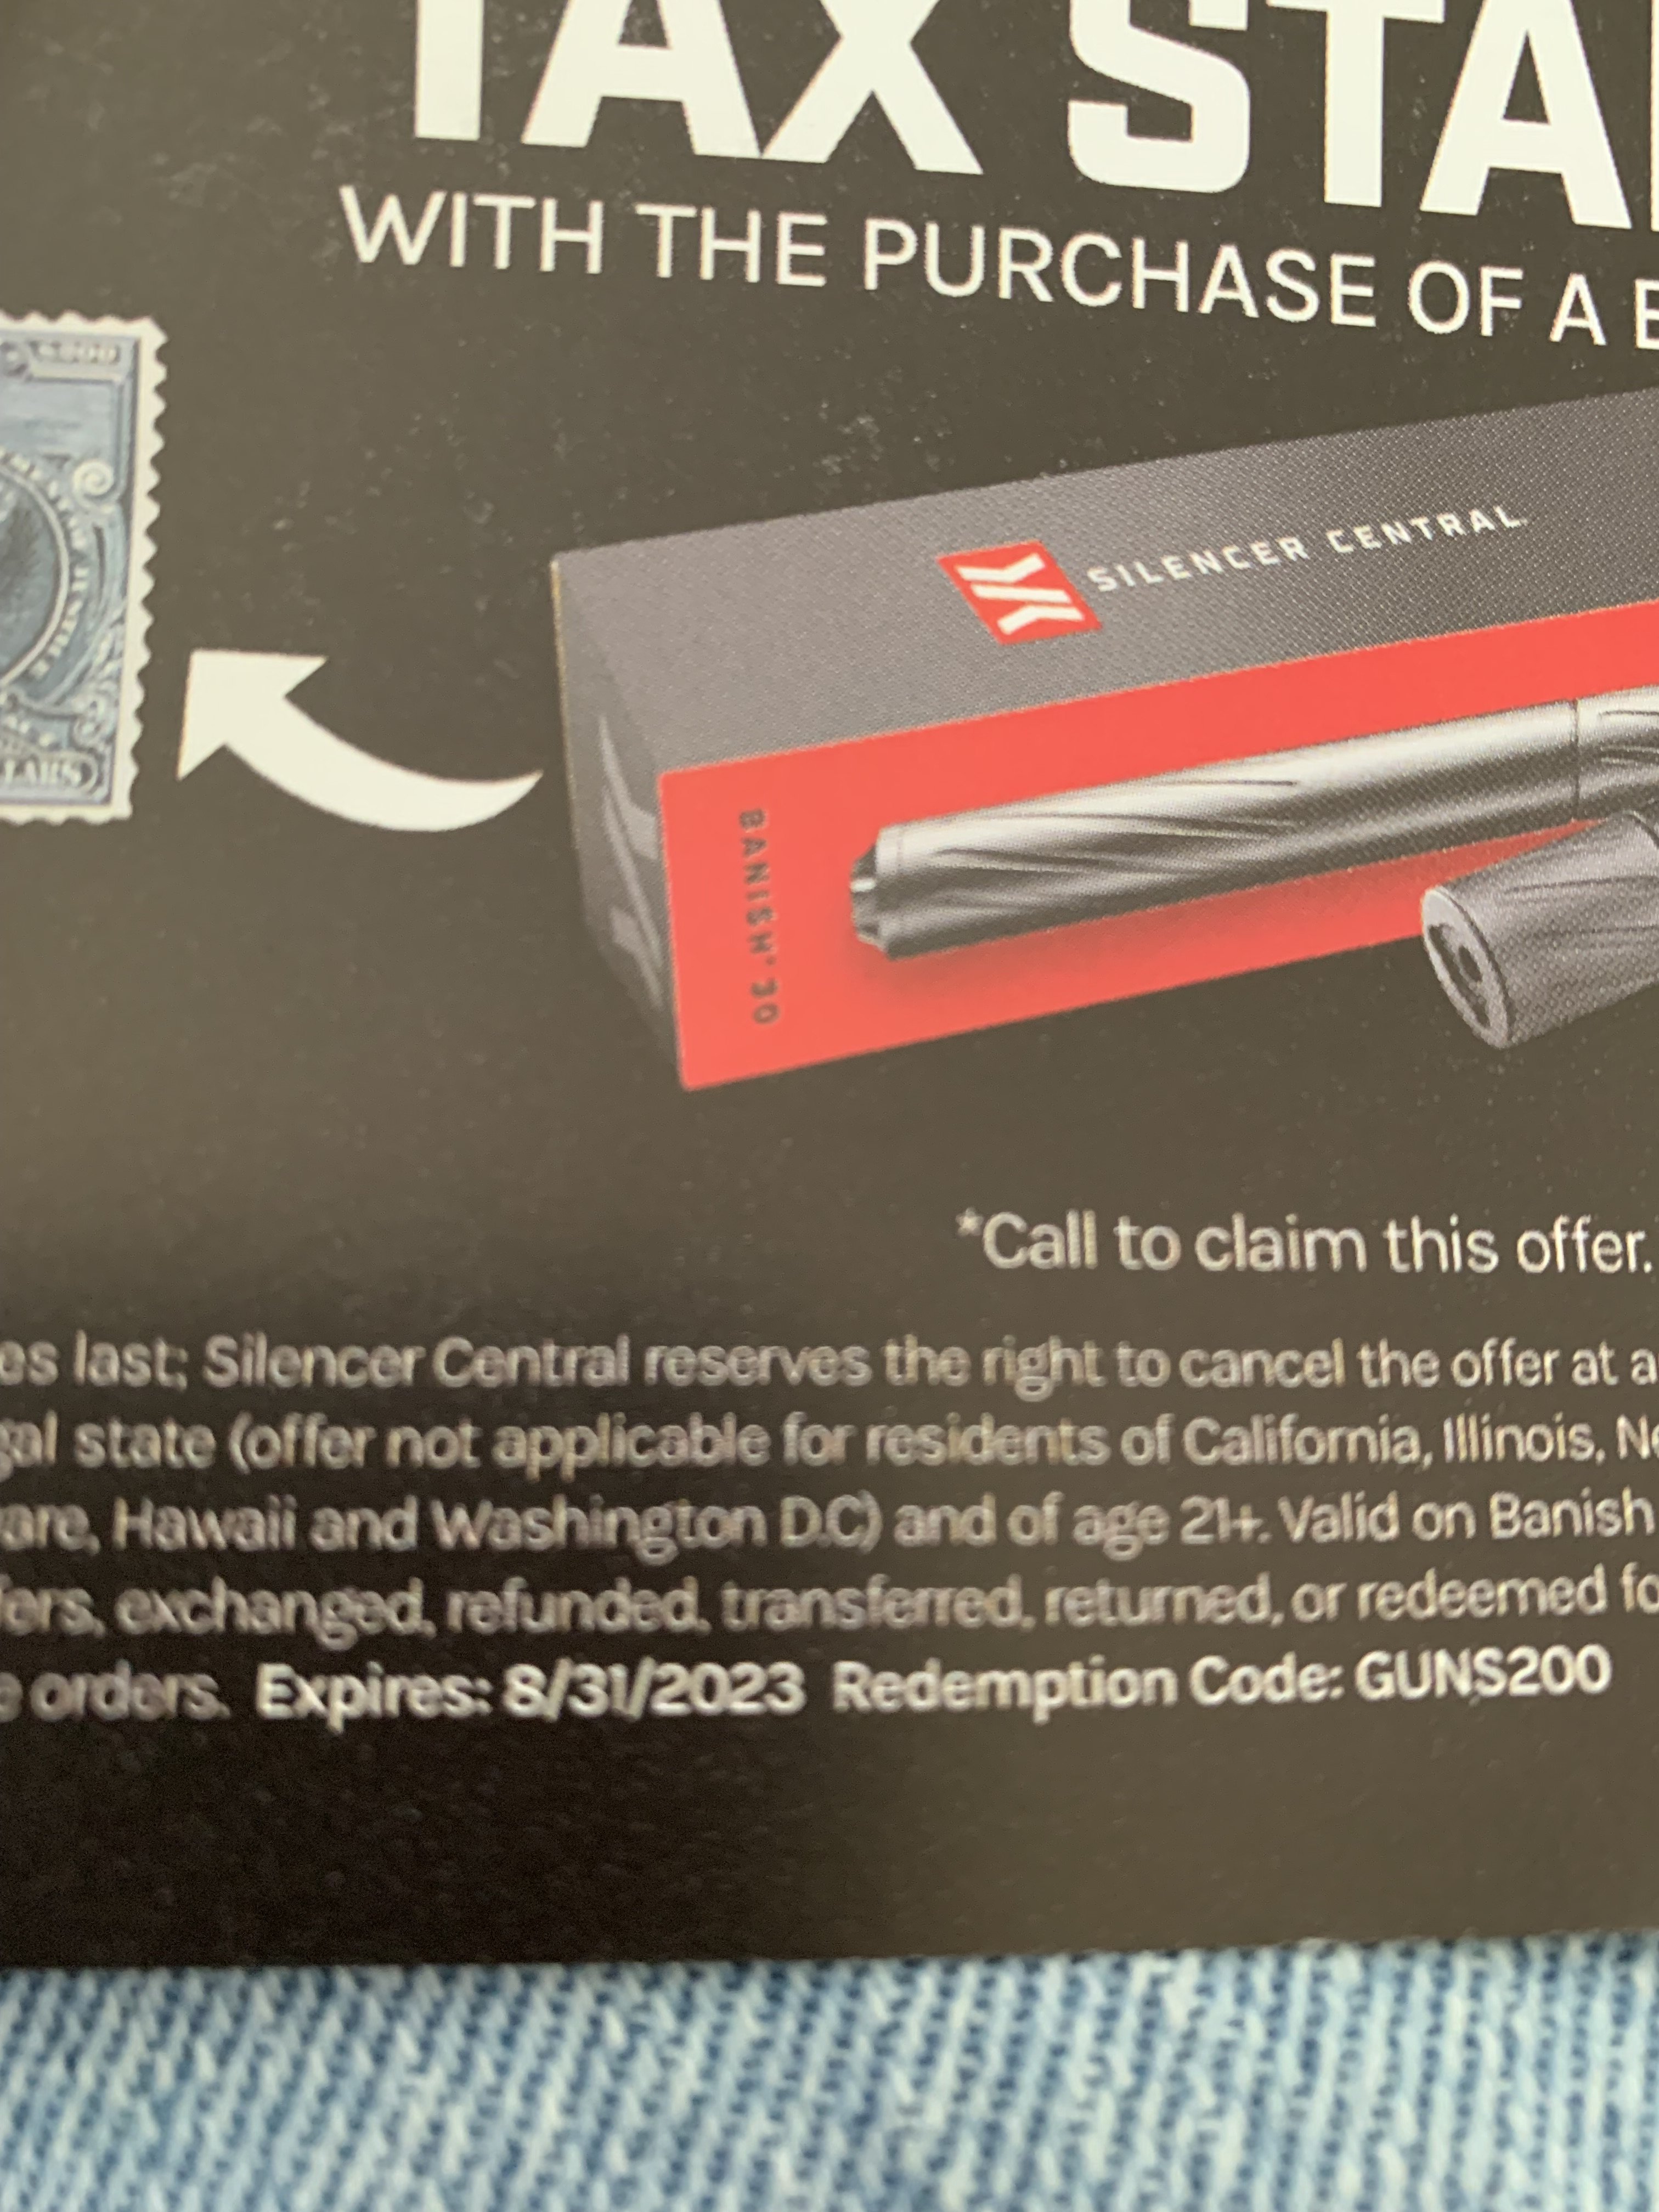 TAX STA
WITH THE PURCHASE OF A B
LARS
SILENCER CENTRAL
BANISH 30
*Call to claim this offer.
es last; Silencer Central reserves the right to cancel the offer at a
gal state (offer not applicable for residents of California, Illinois, Ne
are, Hawaii and Washington D.C) and of age 21+. Valid on Banish
fers, exchanged, refunded, transferred, returned, or redeemed fo
e orders. Expires: 8/31/2023 Redemption Code: GUNS200